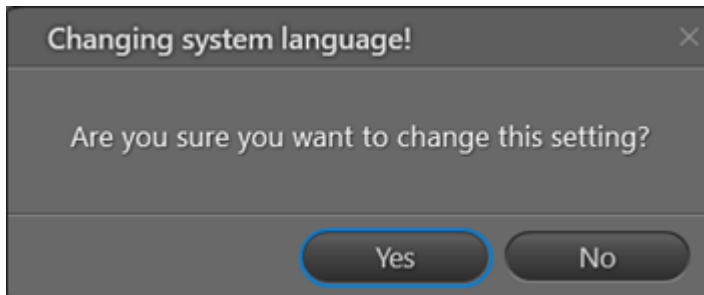 Changing system language!
Are you sure you want to change this setting?
Yes No